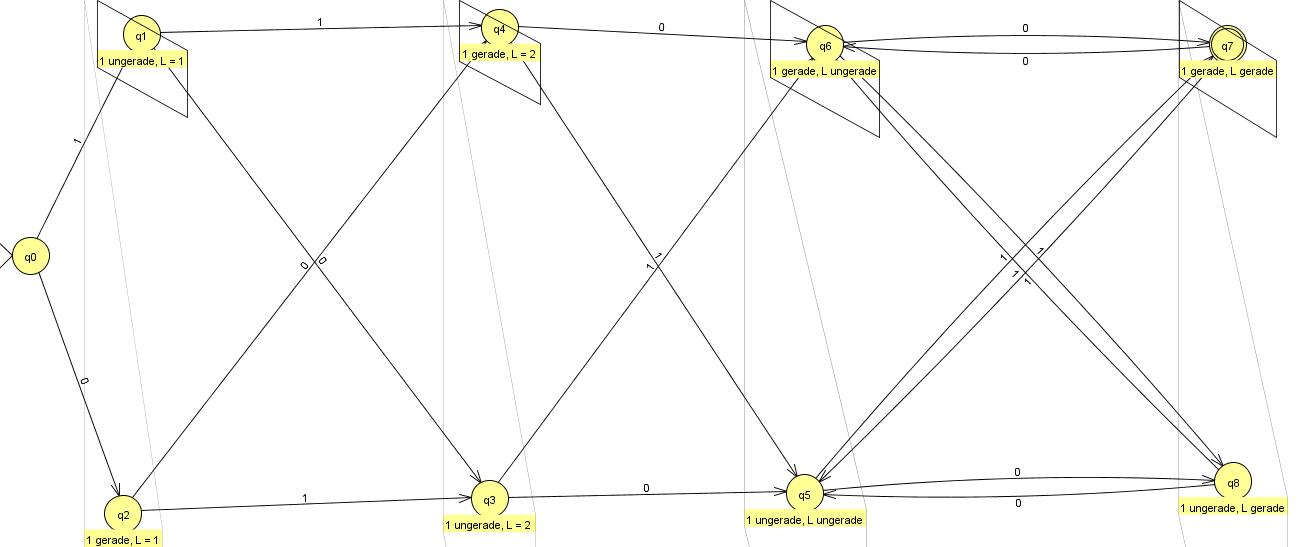 q1
1 ungerade, L = 1
1
q4
1 gerade, L = 2
0
q6
1 gerade, L ungerade
0
0
q7
1 gerade, L gerade
1
q0
0
0
0
1
1
1
1
1
1
q2
1 gerade, L = 1
1
q3
1 ungerade, L = 2
0
q5
1 ungerade, L ungerade
0
0
q8
1 ungerade, L gerade